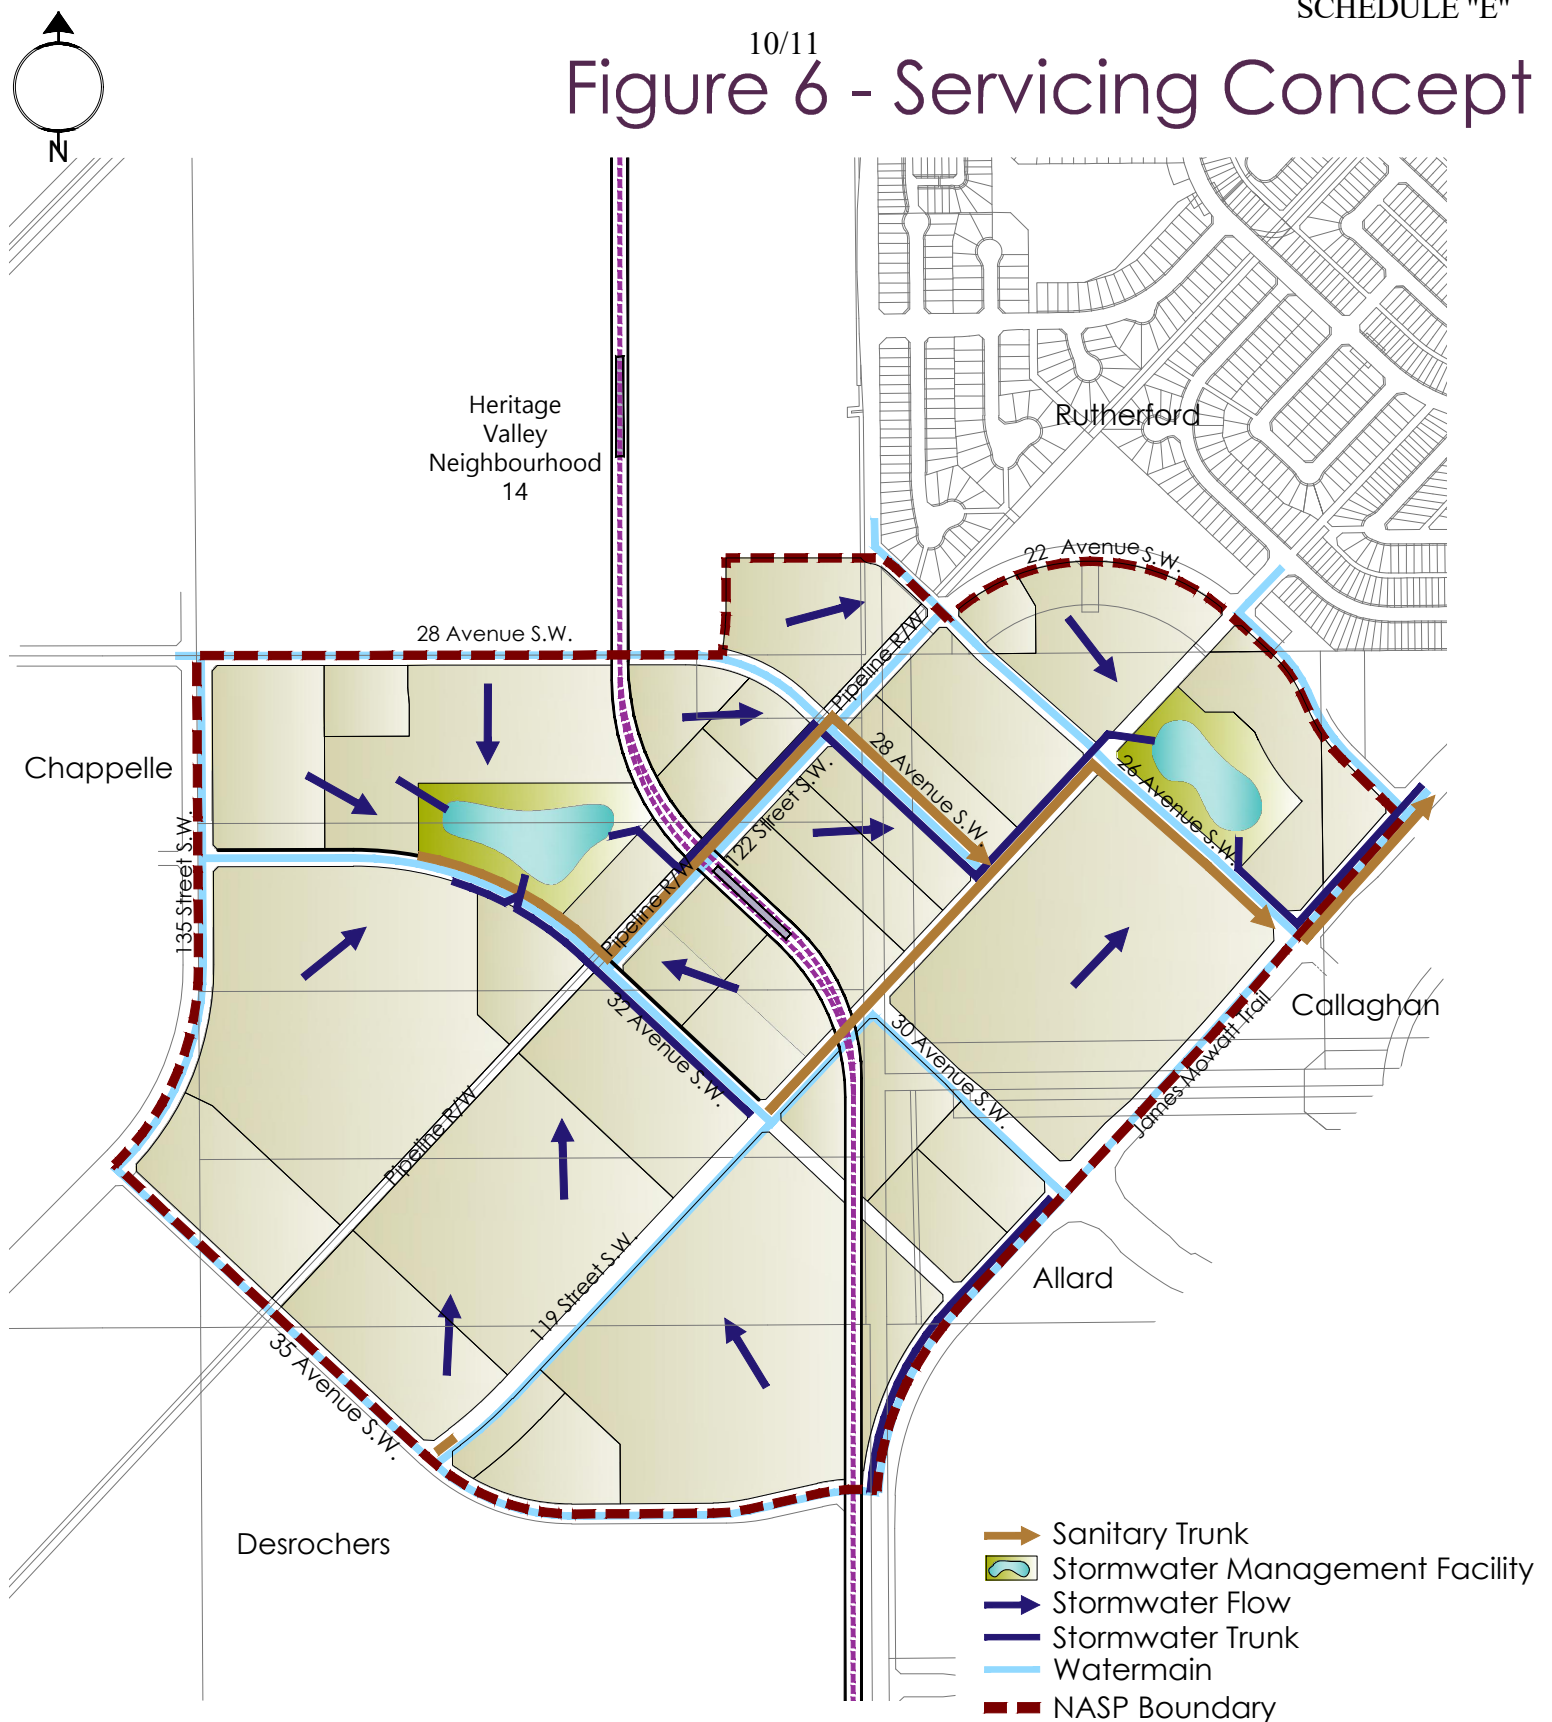 SCHEDULE "E"
10/11
Figure 6 - Servicing Concept
N
Heritage
Valley
Neighbourhood
14
Rutherford
22 Avenue S.W.
28 Avenue S.W.
Pipeline R/W
Chappelle
28 Avenue S.W.
26 Avenue S.W.
122 Street S.W.
135 Street S.W.
Pipeline R/W
32 Avenue S.W.
30 Avenue S.W.
Callaghan
James Mowatt Trail
Pipeline R/W
119 Street S.W.
Allard
35 Avenue S.W.
Desrochers
Sanitary Trunk
Stormwater Management Facility
Stormwater Flow
Stormwater Trunk
Watermain
NASP Boundary